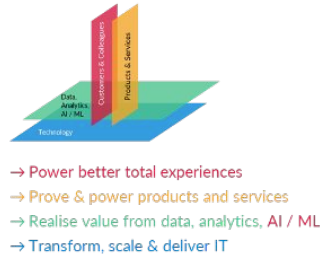 Customers & Colleagues
Products & Services
Data,
Analytics
AI / ML
Technology
→ Power better total experiences
→ Prove & power products and services
→ Realise value from data, analytics, AI / ML
→ Transform, scale & deliver IT